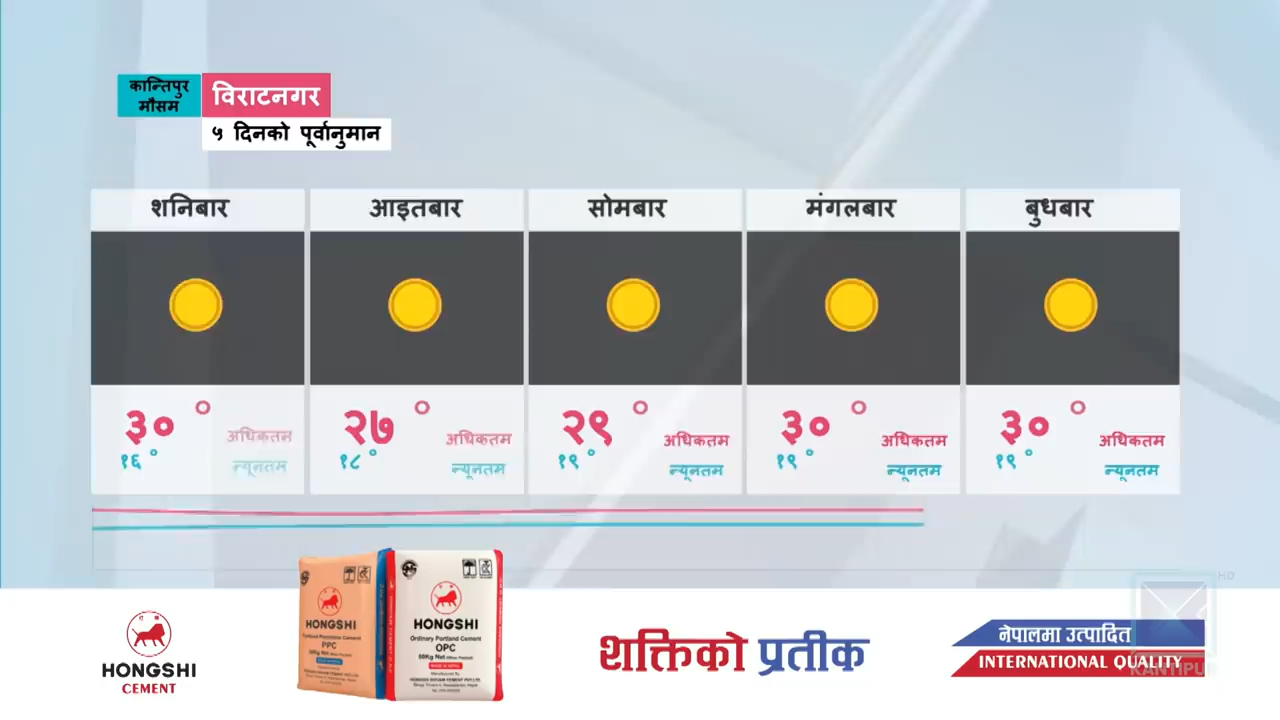 कान्तिपुर
मौसम
विराटनगर
५ दिनको पूर्वानुमान
शनिबार
आइतबार
सोमबार
मंगलबार
बुधबार
३० °
अधिकतम
१६ °
न्यूनतम
२७ °
अधिकतम
१८ °
न्यूनतम
२९ °
अधिकतम
१९ °
न्यूनतम
३० °
अधिकतम
१९ °
न्यूनतम
३० °
अधिकतम
१९ °
न्यूनतम
HD
HONGSHI
CEMENT
HONGSHI
PPC
HONGSHI
Ordinary Portland Cement
OPC
शक्तिको प्रतीक
नेपालमा उत्पादित
INTERNATIONAL QUALITY
KANTIPUR